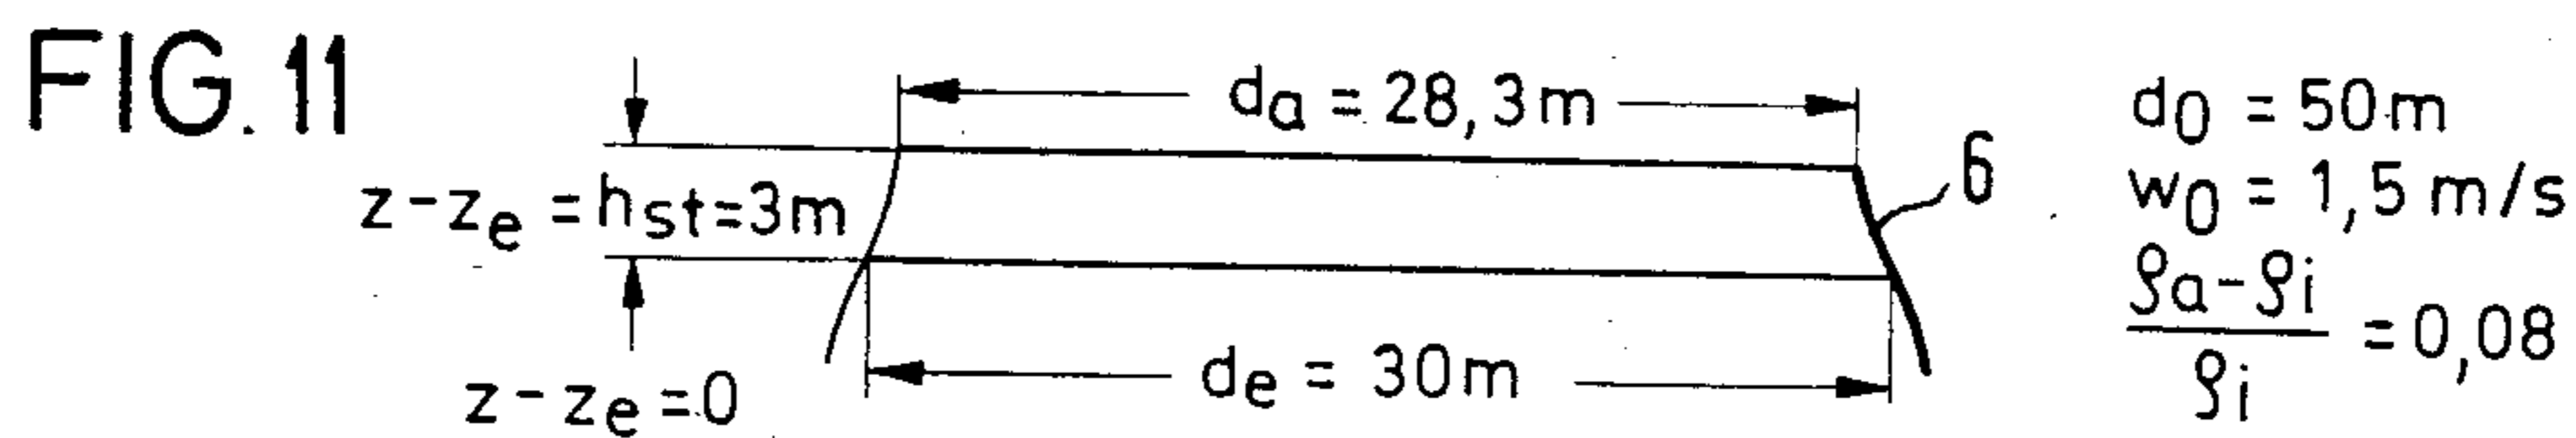 FIG. 11
dₐ = 28,3 m
z - zₑ = hₛₜ = 3 m
6
z - zₑ = 0
dₑ = 30 m
d₀ = 50 m
w₀ = 1,5 m/s
ρₐ - ρᵢ
ρᵢ
= 0,08